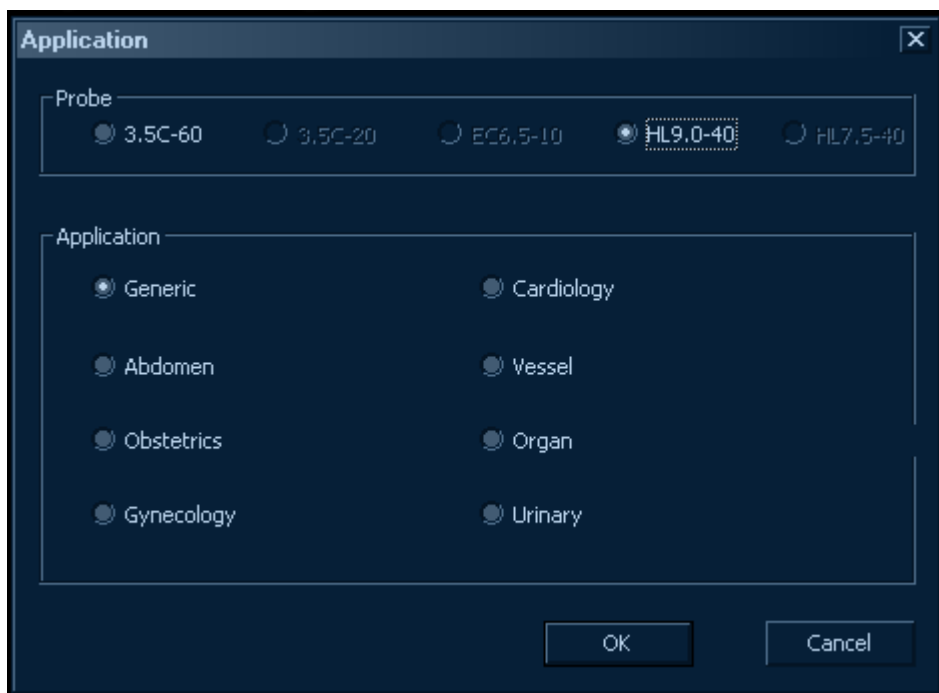 Application
Probe
3.5C-60 3.5C-20 EC6.5-10 HL9.0-40 HL7.5-40
Application
Generic Cardiology
Abdomen Vessel
Obstetrics Organ
Gynecology Urinary
OK Cancel